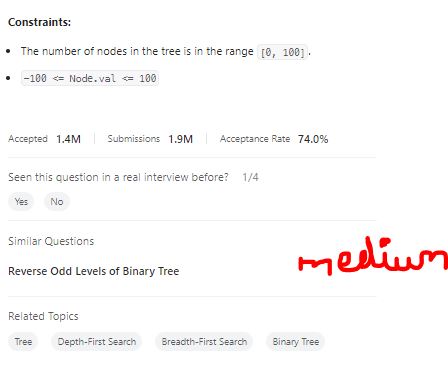 Constraints:
• The number of nodes in the tree is in the range [0, 100].
• -100 <= Node.val <= 100
Accepted 1.4M Submissions 1.9M Acceptance Rate 74.0%
Seen this question in a real interview before? 1/4
Yes No
Similar Questions
medium
Reverse Odd Levels of Binary Tree
Related Topics
Tree Depth-First Search Breadth-First Search Binary Tree